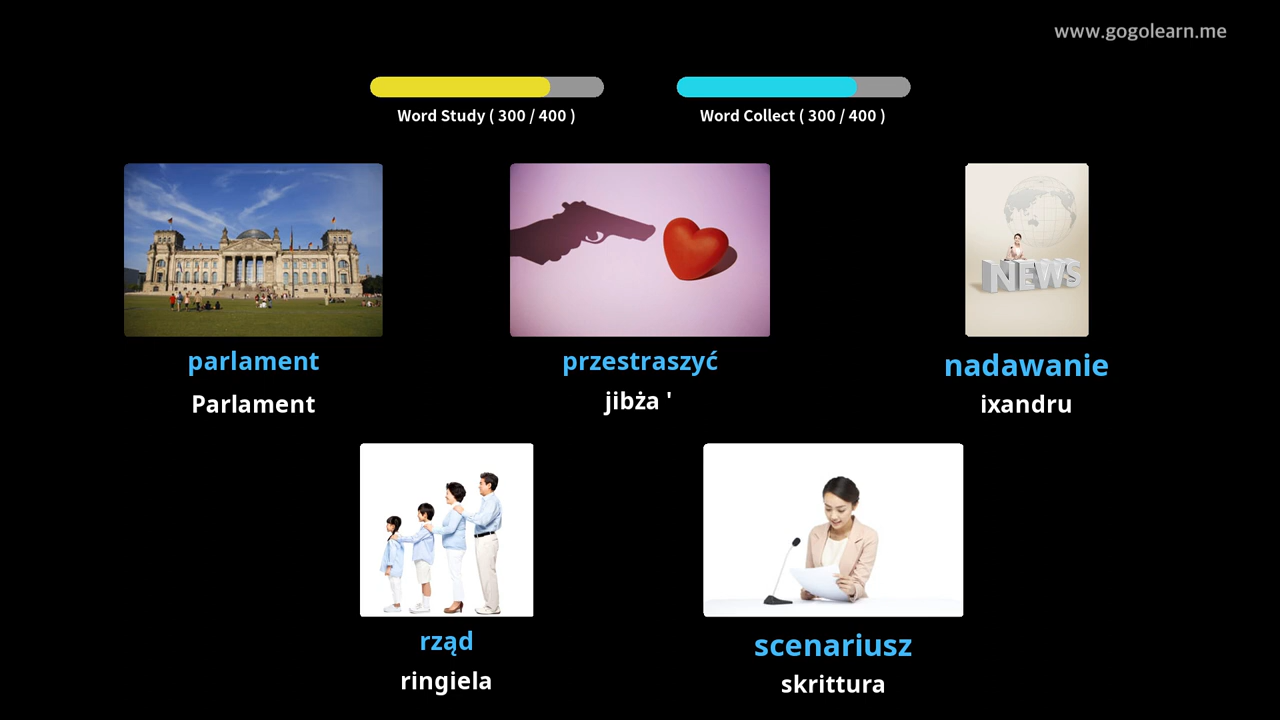 www.gogolearn.me
Word Study ( 300 / 400 )
Word Collect ( 300 / 400 )
NEWS
parlament
przestraszyć
nadawanie
Parlament
jibża '
ixandru
rząd
scenariusz
ringiela
skrittura